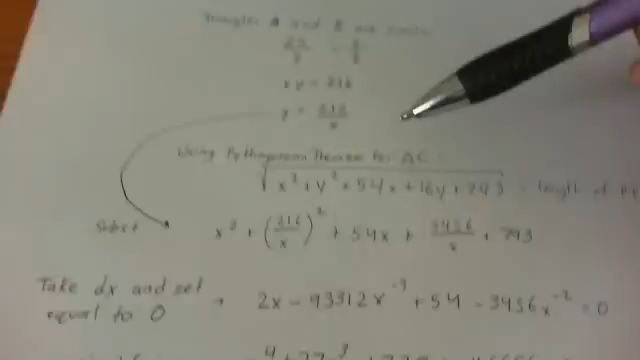 Triangles A and B are similar
xy = 216
y = 216/x
Using Pythagorean Theorem for ΔC:
√x² + y² + 54x + 16y + 793 = length of
Subst x² + (216/x)² + 54x + 3456/x + 793
Take dx and set equal to 0 → 2x - 93312x⁻³ + 54 - 3456x⁻² = 0